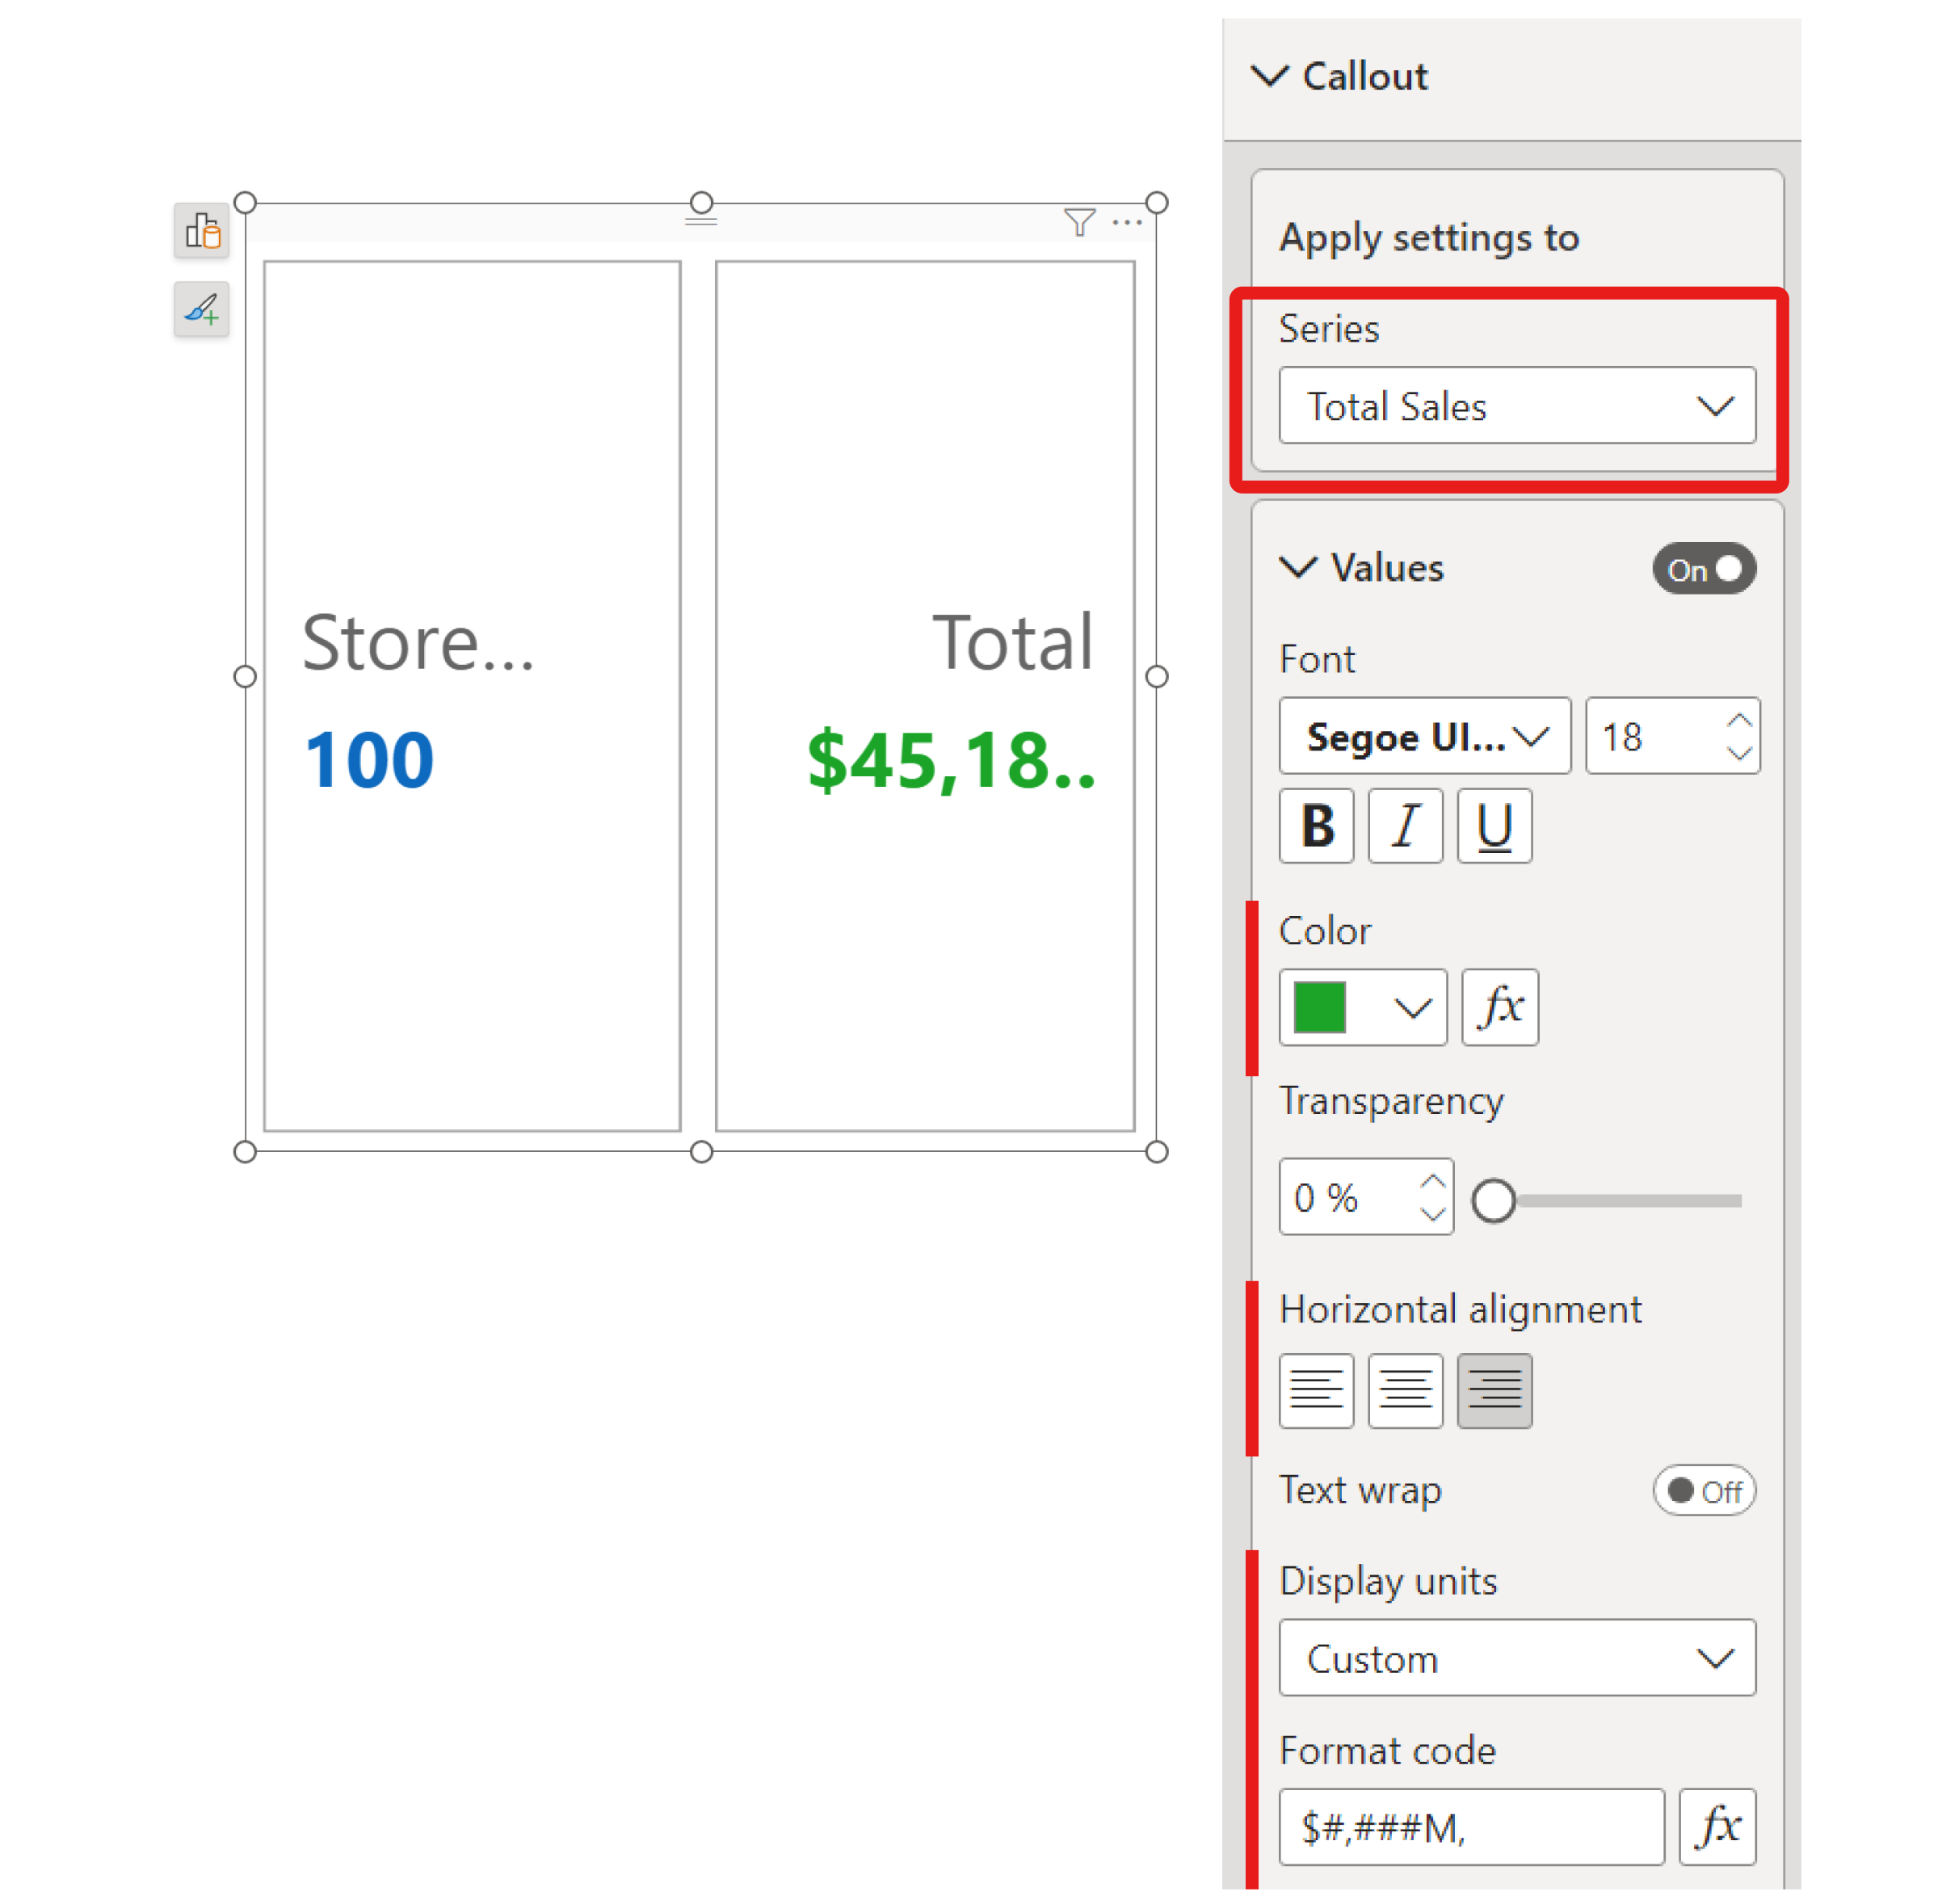 Store...
100
Total
$45,18..
Callout
Apply settings to
Series
Total Sales
Values
On
Font
Segoe UI...
18
B I U
Color
fx
Transparency
0 %
Horizontal alignment
Text wrap
Off
Display units
Custom
Format code
$#,###M,
fx